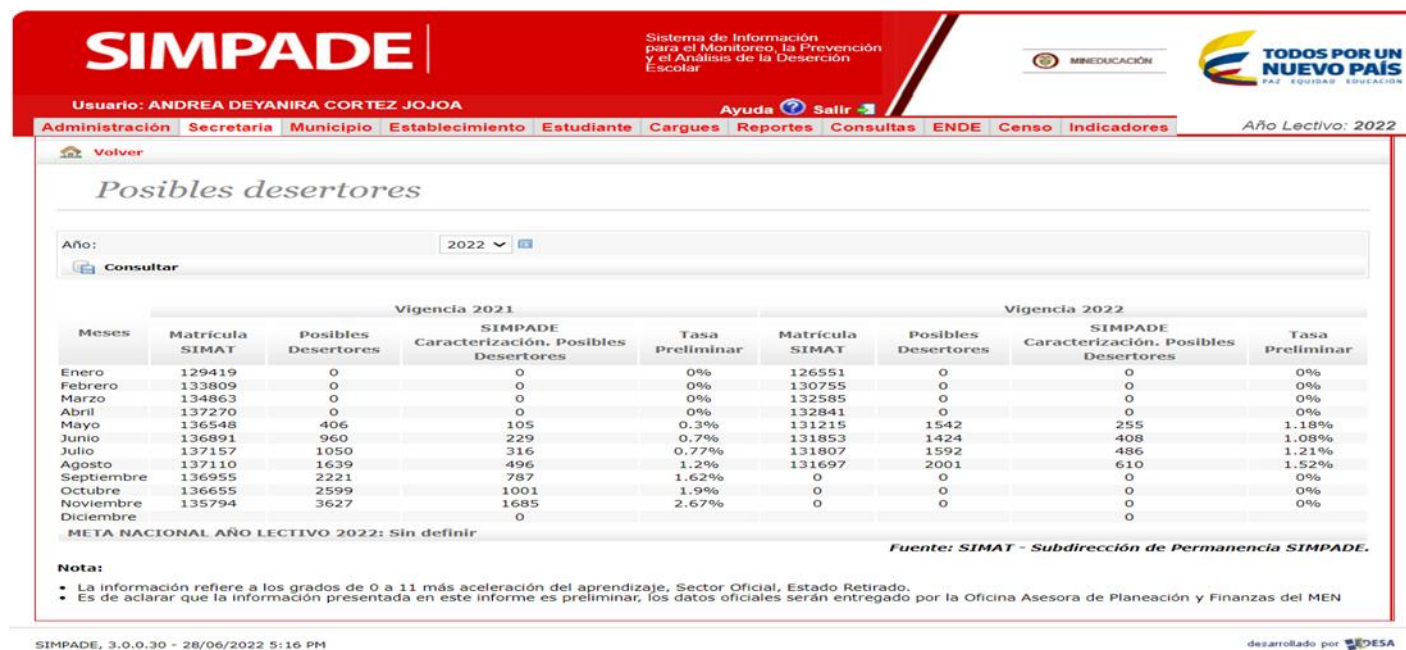 SIMPADE
Sistema de Información
para el Monitoreo, la Prevención
y el Análisis de la Deserción
Escolar
MINEDUCACIÓN
TODOS POR UN
NUEVO PAÍS
PAZ EQUIDAD EDUCACIÓN
Usuario: ANDREA DEYANIRA CORTEZ JOJOA
Ayuda Salir
Administración Secretaria Municipio Establecimiento Estudiante Cargues Reportes Consultas ENDE Censo Indicadores Año Lectivo: 2022
Volver
Posibles desertores
Año: 2022
Consultar
Vigencia 2021 Vigencia 2022
Meses Matrícula SIMAT Posibles Desertores SIMPADE Caracterización. Posibles Desertores Tasa Preliminar Matrícula SIMAT Posibles Desertores SIMPADE Caracterización. Posibles Desertores Tasa Preliminar
Enero 129419 0 0 0% 126551 0 0 0%
Febrero 133809 0 0 0% 130755 0 0 0%
Marzo 134863 0 0 0% 132585 0 0 0%
Abril 137270 0 0 0% 132841 0 0 0%
Mayo 136548 406 105 0.3% 131215 1542 255 1.18%
Junio 136891 960 229 0.7% 131853 1424 408 1.08%
Julio 137157 1050 316 0.77% 131807 1592 486 1.21%
Agosto 137110 1639 496 1.2% 131697 2001 610 1.52%
Septiembre 136955 2221 787 1.62% 0 0 0 0%
Octubre 136655 2599 1001 1.9% 0 0 0 0%
Noviembre 135794 3627 1685 2.67% 0 0 0 0%
Diciembre 0 0
META NACIONAL AÑO LECTIVO 2022: Sin definir
Fuente: SIMAT - Subdirección de Permanencia SIMPADE.
Nota:
• La información refiere a los grados de 0 a 11 más aceleración del aprendizaje, Sector Oficial, Estado Retirado.
• Es de aclarar que la información presentada en este informe es preliminar, los datos oficiales serán entregado por la Oficina Asesora de Planeación y Finanzas del MEN
SIMPADE, 3.0.0.30 - 28/06/2022 5:16 PM
desarrollado por